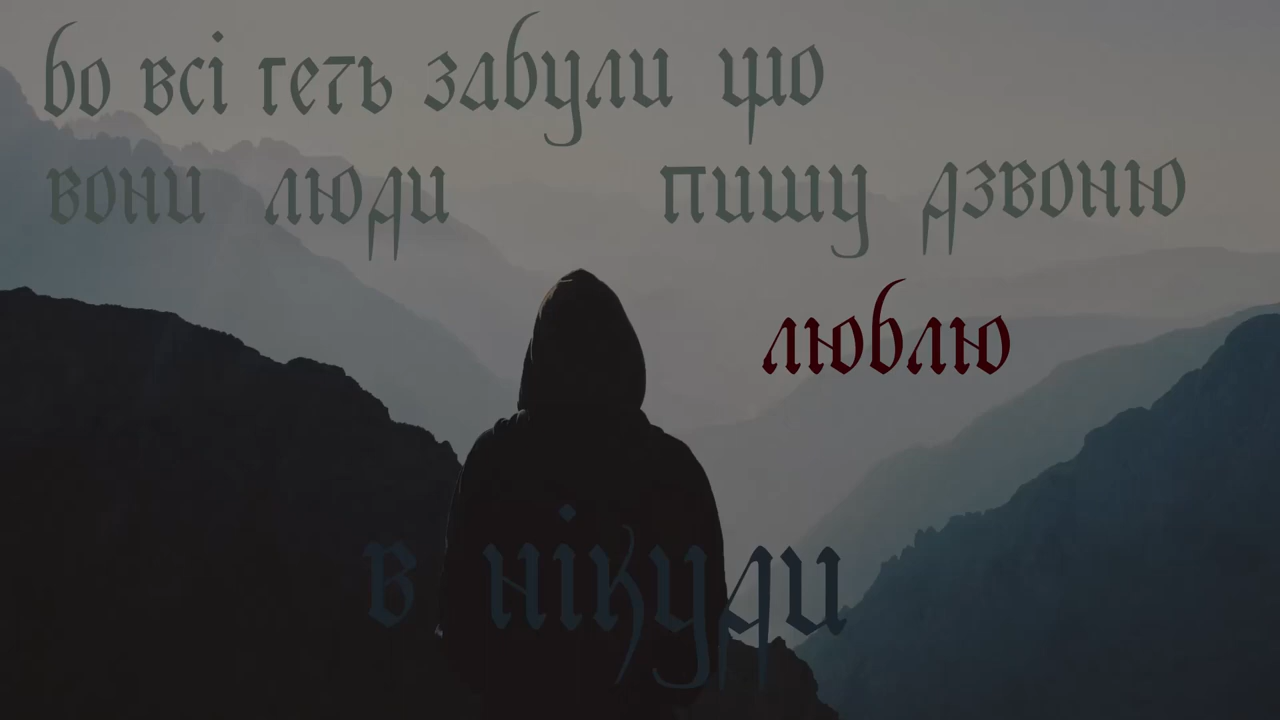 бо всі геть забули що
вони люди пишу дзвоню
люблю
в нікуди